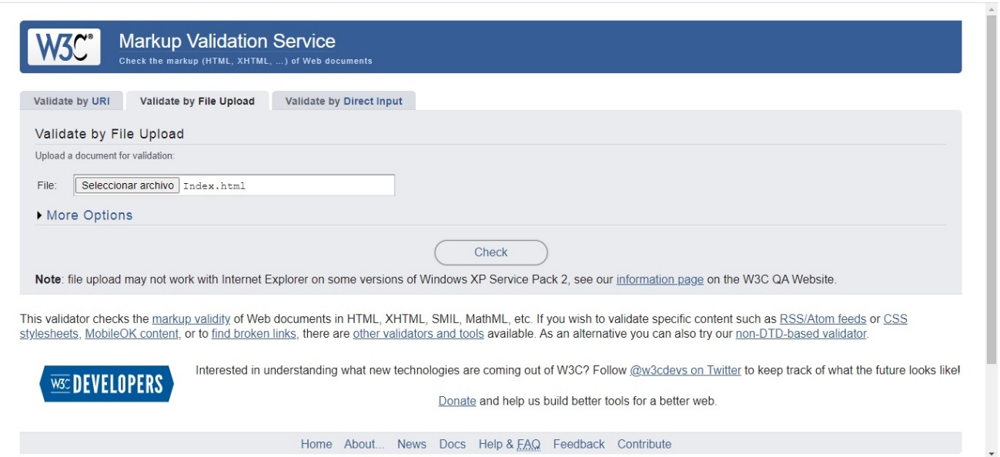 W3C®
Markup Validation Service
Check the markup (HTML, XHTML, ...) of Web documents
Validate by URI Validate by File Upload Validate by Direct Input
Validate by File Upload
Upload a document for validation:
File: Seleccionar archivo Index.html
More Options
Check
Note: file upload may not work with Internet Explorer on some versions of Windows XP Service Pack 2, see our information page on the W3C QA Website.
This validator checks the markup validity of Web documents in HTML, XHTML, SMIL, MathML, etc. If you wish to validate specific content such as RSS/Atom feeds or CSS
stylesheets, MobileOK content, or to find broken links, there are other validators and tools available. As an alternative you can also try our non-DTD-based validator.
W3C DEVELOPERS
Interested in understanding what new technologies are coming out of W3C? Follow @w3cdevs on Twitter to keep track of what the future looks like!
Donate and help us build better tools for a better web.
Home About... News Docs Help & FAQ Feedback Contribute